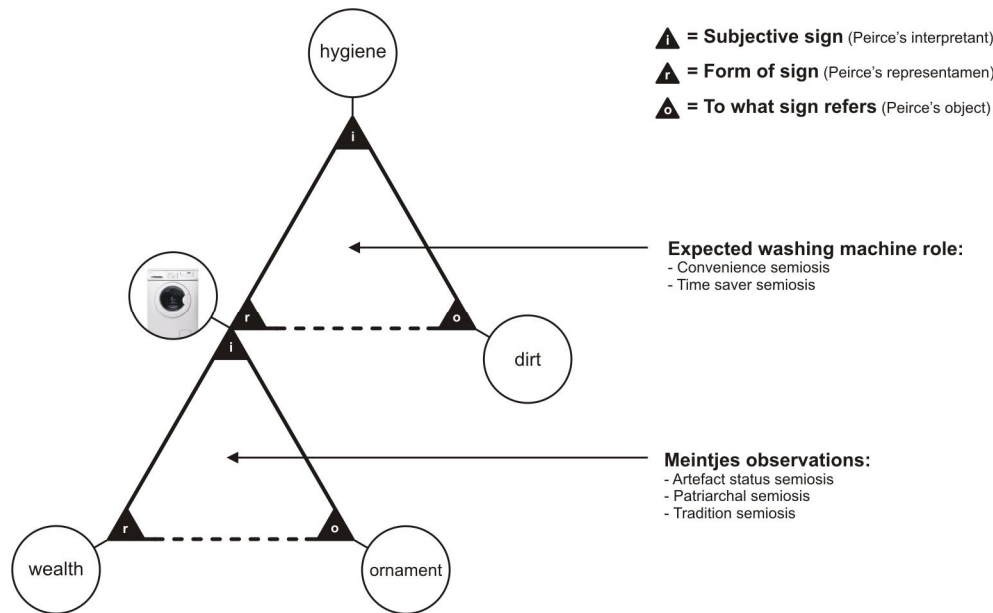 hygiene
i = Subjective sign (Peirce's interpretant)
r = Form of sign (Peirce's representamen)
o = To what sign refers (Peirce's object)
i
Expected washing machine role:
- Convenience semiosis
- Time saver semiosis
r
o
i
dirt
Meintjes observations:
- Artefact status semiosis
- Patriarchal semiosis
- Tradition semiosis
r
o
wealth
ornament